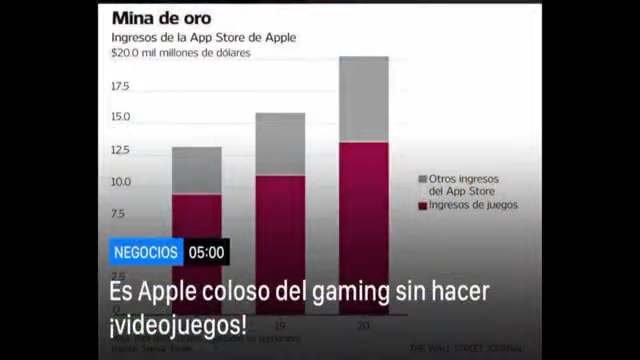 Mina de oro
Ingresos de la App Store de Apple
$20.0 mil millones de dólares
17.5
15.0
12.5
10.0
7.5
Otros ingresos
del App Store
Ingresos de juegos
NEGOCIOS 05:00
2.5
Es Apple coloso del gaming sin hacer
¡videojuegos!
19
20
THE WALL STREET JOURNAL